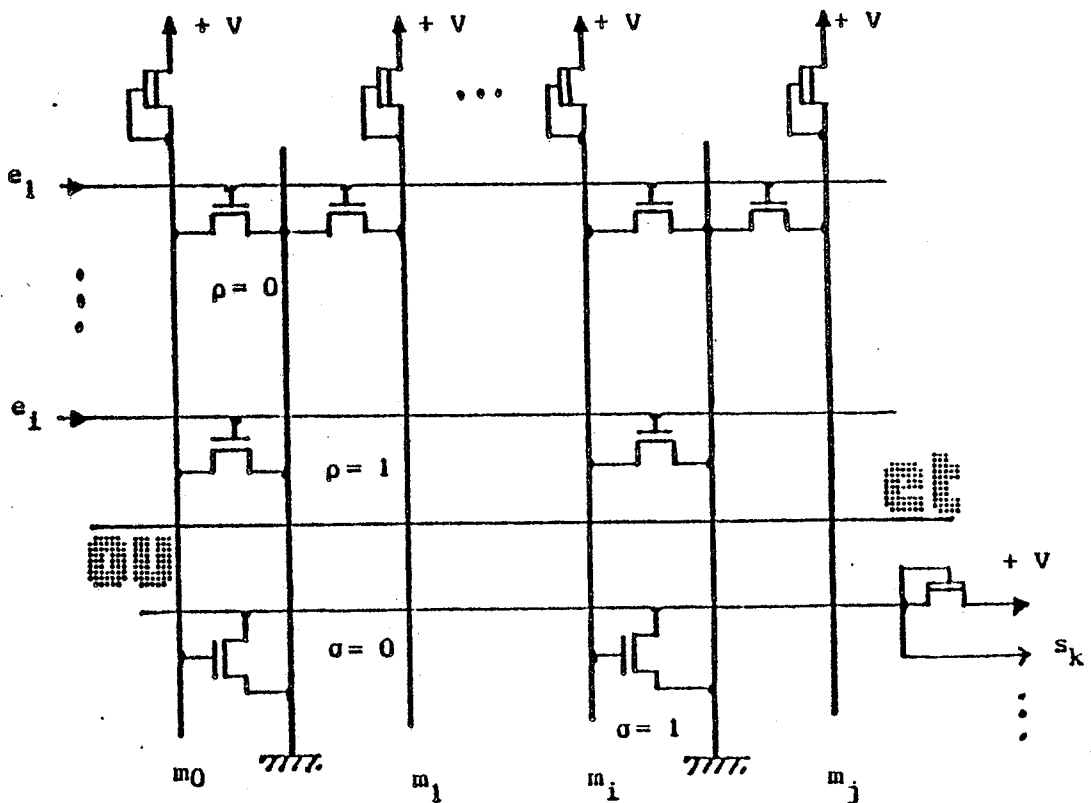 + V + V + V + V
...
e1
ρ = 0
ei
ρ = 1
et
ou
+ V
σ = 0
sk
σ = 1
m0 m1 mi mj